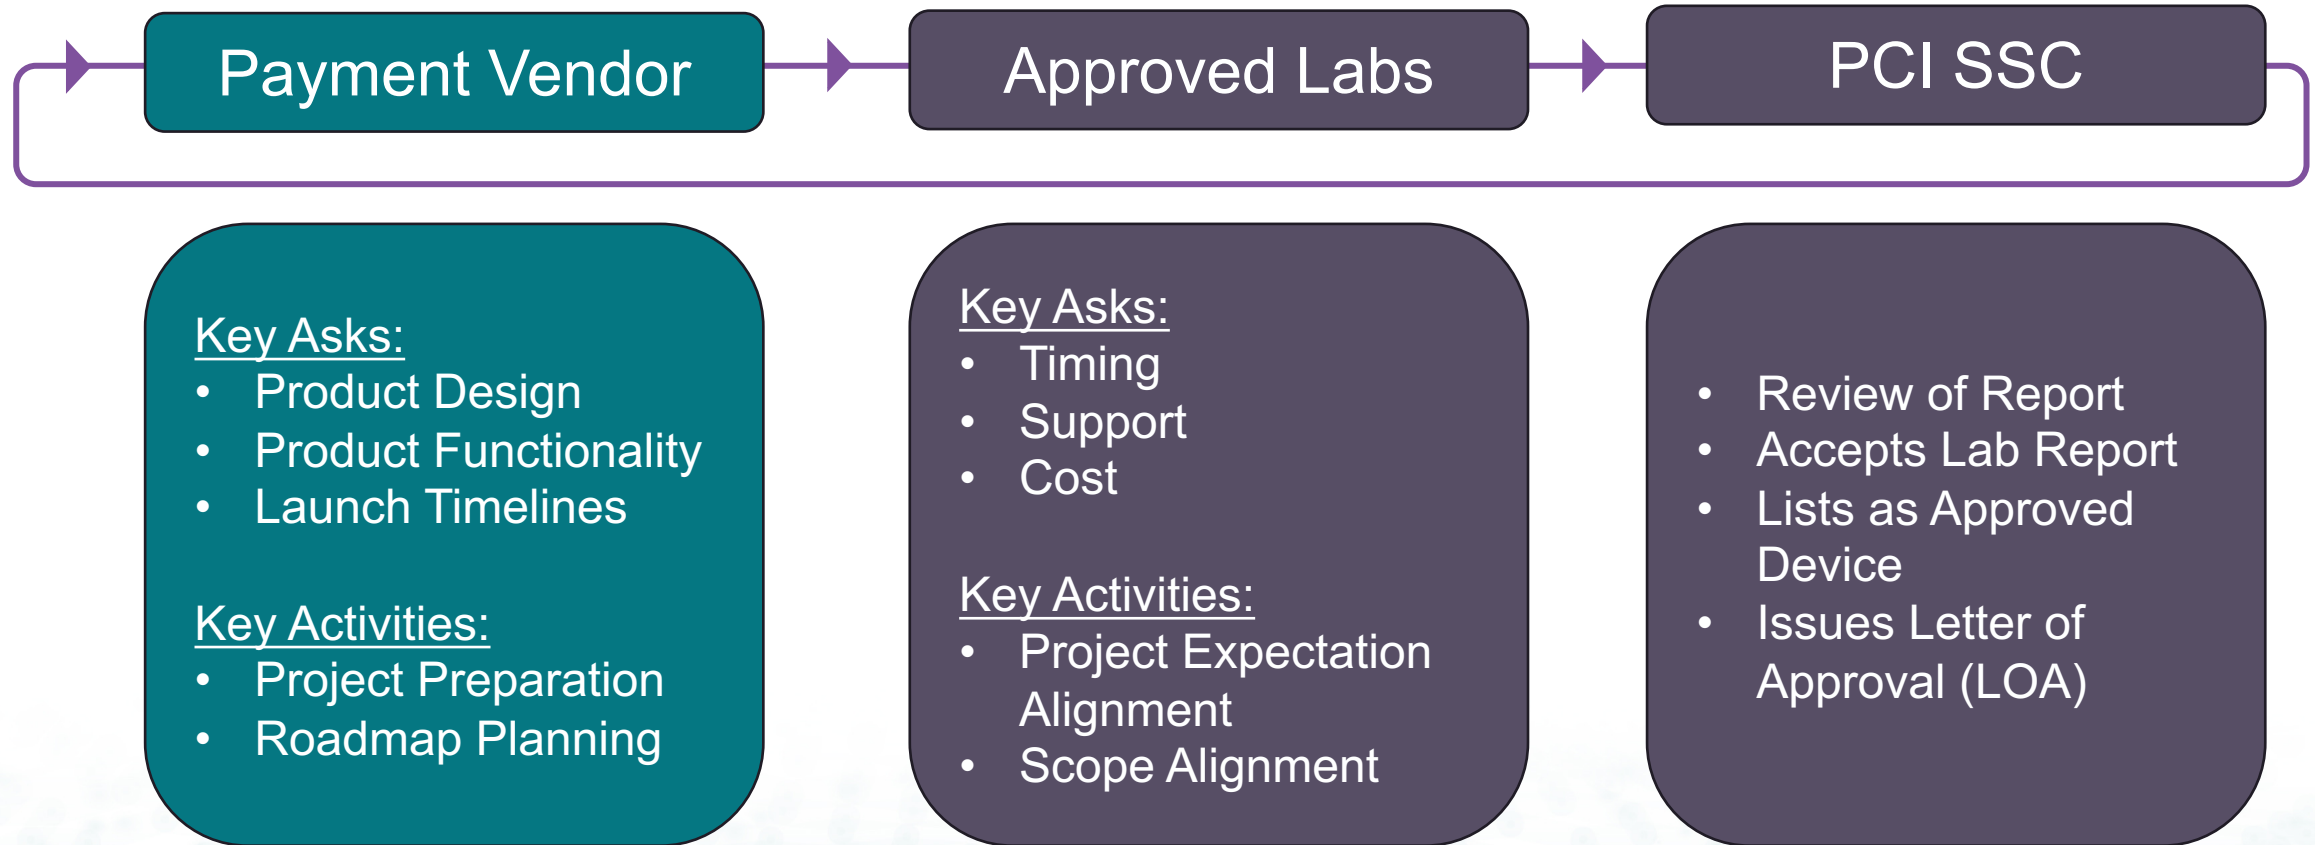 Payment Vendor
Approved Labs
PCI SSC
Key Asks:
• Product Design
• Product Functionality
• Launch Timelines
Key Activities:
• Project Preparation
• Roadmap Planning
Key Asks:
• Timing
• Support
• Cost
Key Activities:
• Project Expectation
Alignment
• Scope Alignment
• Review of Report
• Accepts Lab Report
• Lists as Approved
Device
• Issues Letter of
Approval (LOA)